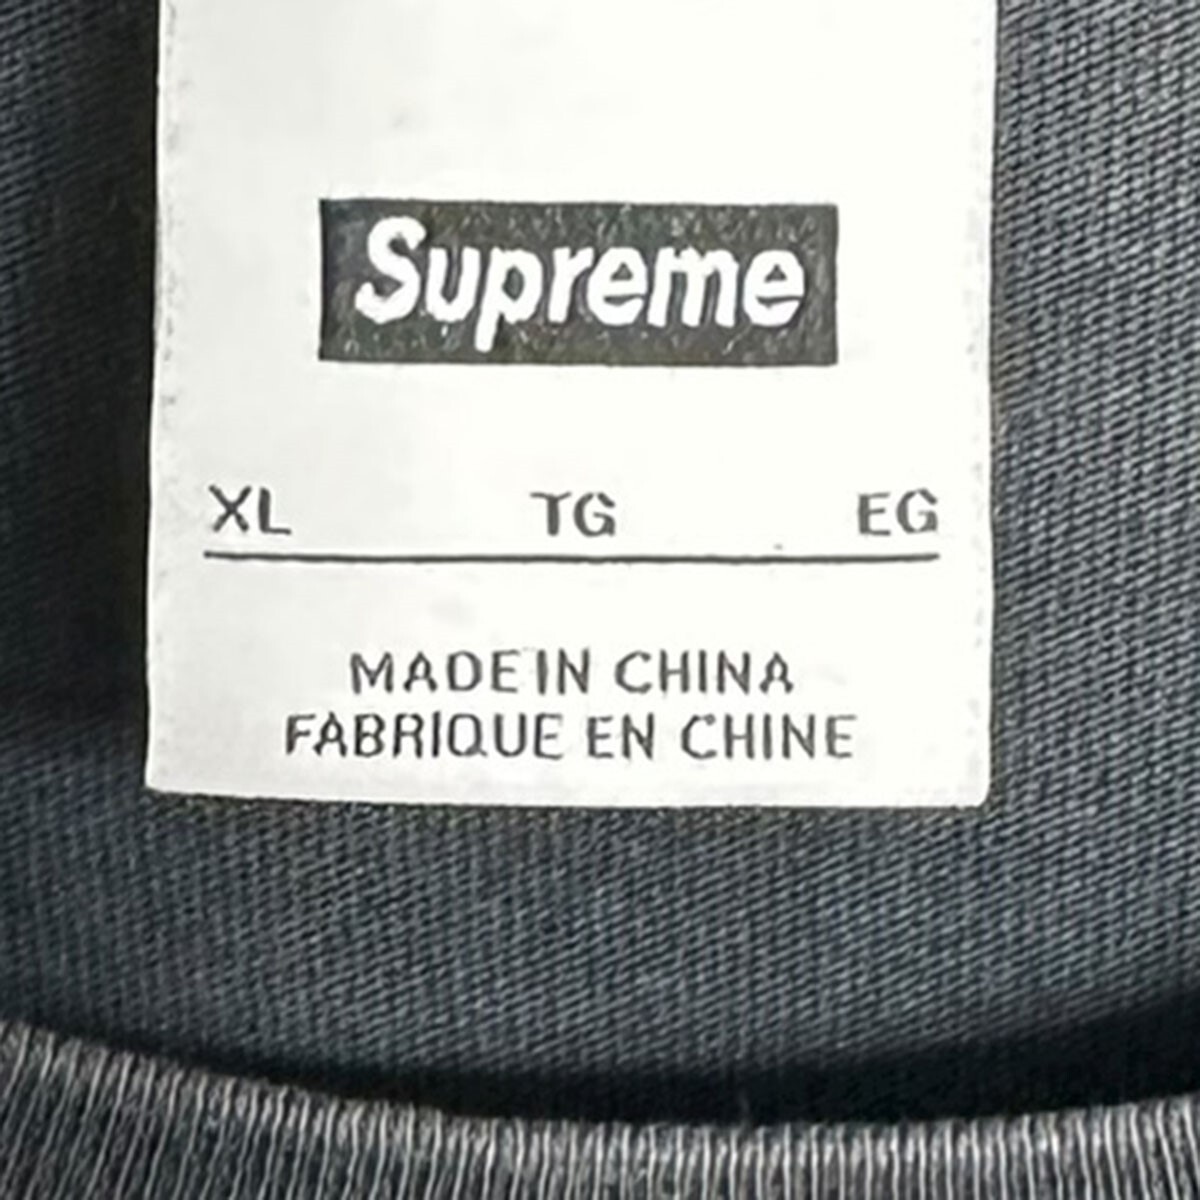 Supreme
XL TG EG
MADE IN CHINA
FABRIQUE EN CHINE